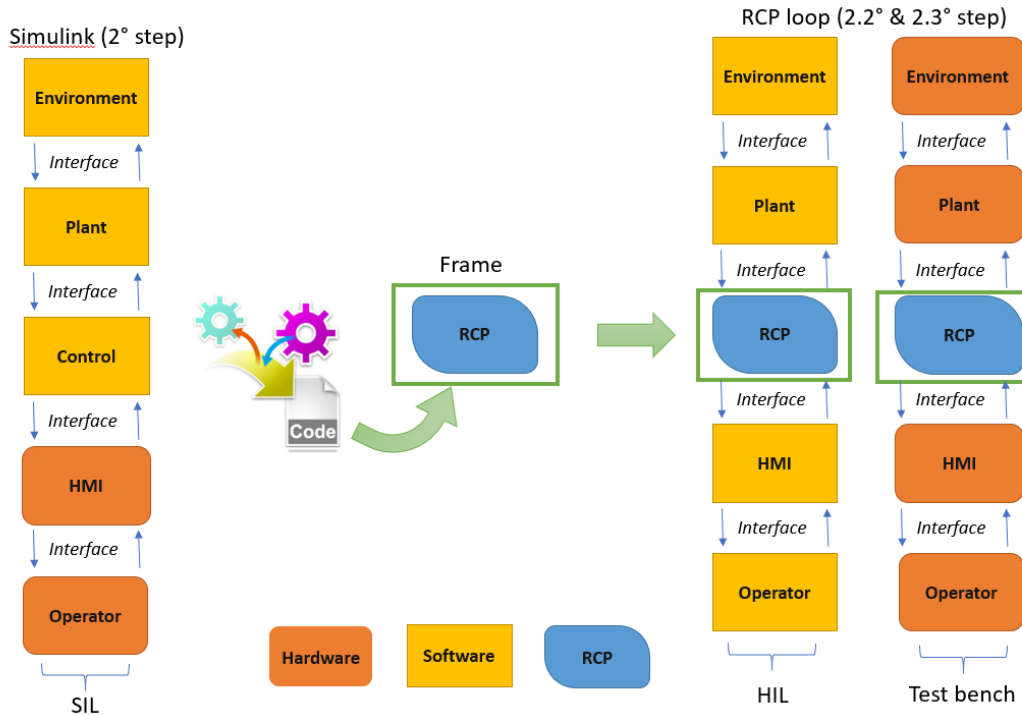 Simulink (2° step)
Environment
Interface
Plant
Interface
Control
Interface
HMI
Interface
Operator
SIL
Code
Frame
RCP
Hardware
Software
RCP
RCP loop (2.2° & 2.3° step)
Environment
Interface
Plant
Interface
RCP
Interface
HMI
Interface
Operator
HIL
Environment
Interface
Plant
Interface
RCP
Interface
HMI
Interface
Operator
Test bench